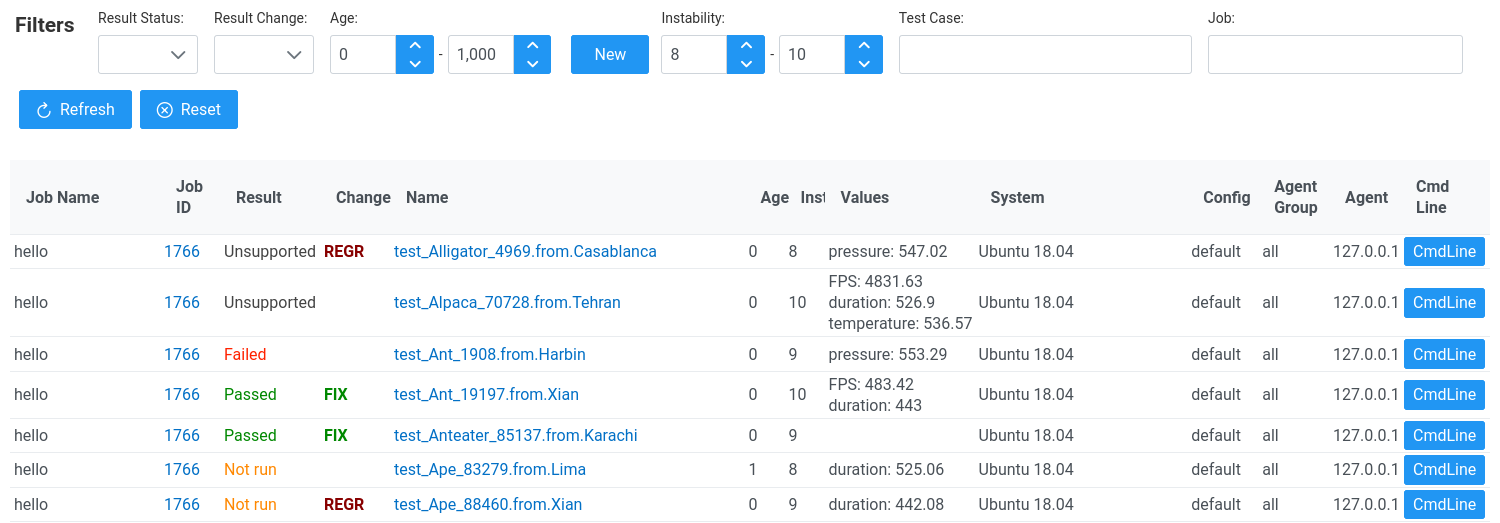 Filters Result Status: Result Change: Age: Instability: Test Case: Job:
0 - 1,000 New 8 - 10
Refresh Reset
Job Name Job ID Result Change Name Age Inst Values System Config Agent Group Agent Cmd Line
hello 1766 Unsupported REGR test_Alligator_4969.from.Casablanca 0 8 pressure: 547.02 Ubuntu 18.04 default all 127.0.0.1 CmdLine
FPS: 4831.63
hello 1766 Unsupported test_Alpaca_70728.from.Tehran 0 10 duration: 526.9 Ubuntu 18.04 default all 127.0.0.1 CmdLine
temperature: 536.57
hello 1766 Failed test_Ant_1908.from.Harbin 0 9 pressure: 553.29 Ubuntu 18.04 default all 127.0.0.1 CmdLine
hello 1766 Passed FIX test_Ant_19197.from.Xian 0 10 FPS: 483.42 Ubuntu 18.04 default all 127.0.0.1 CmdLine
duration: 443
hello 1766 Passed FIX test_Anteater_85137.from.Karachi 0 9 Ubuntu 18.04 default all 127.0.0.1 CmdLine
hello 1766 Not run test_Ape_83279.from.Lima 1 8 duration: 525.06 Ubuntu 18.04 default all 127.0.0.1 CmdLine
hello 1766 Not run REGR test_Ape_88460.from.Xian 0 9 duration: 442.08 Ubuntu 18.04 default all 127.0.0.1 CmdLine